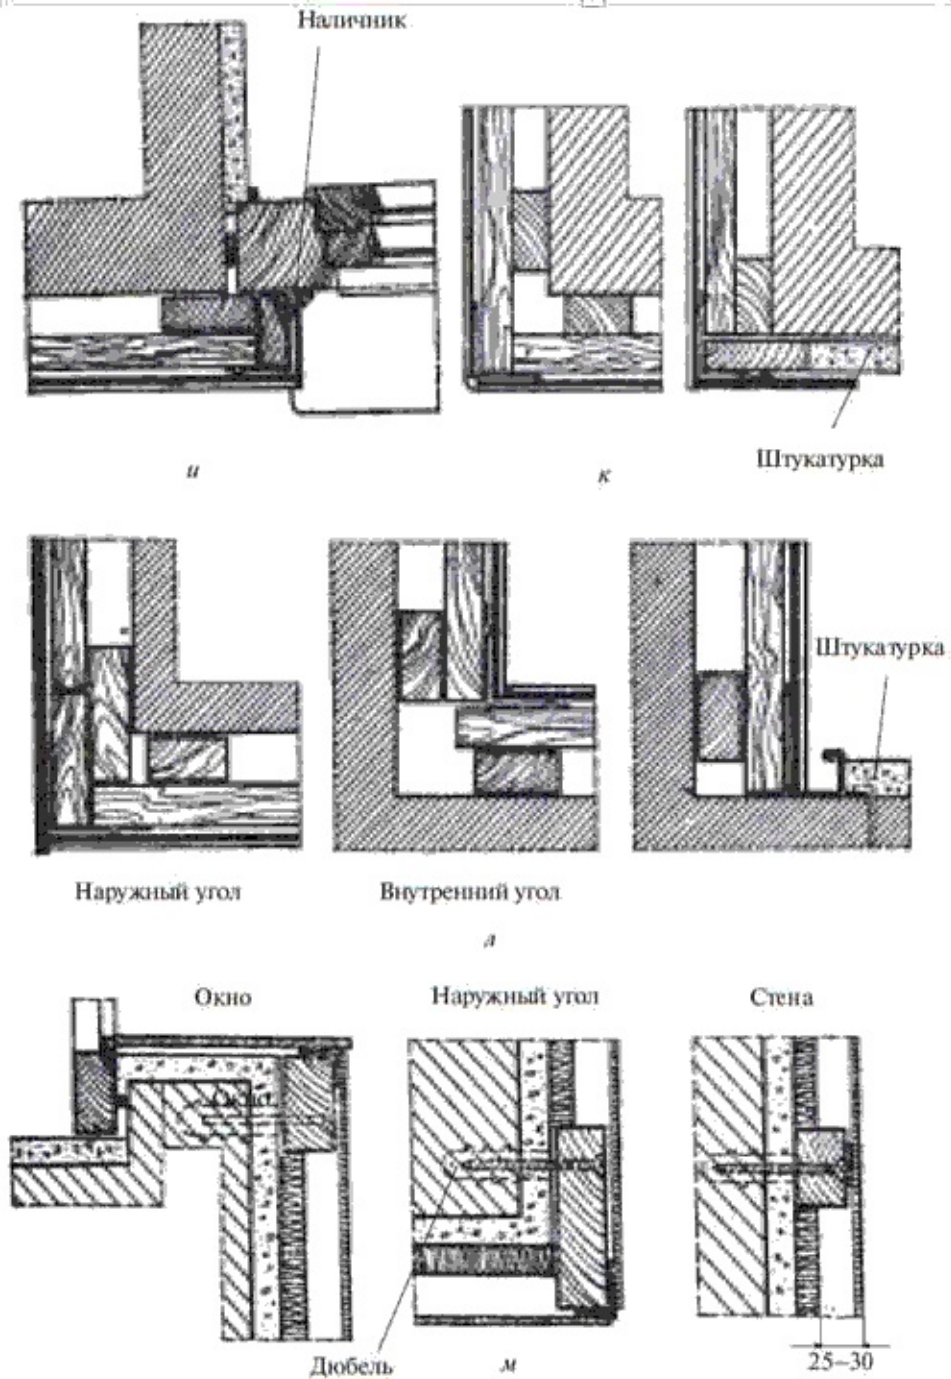 Наличник
и
к
Штукатурка
Штукатурка
Наружный угол
Внутренний угол
л
Окно
Наружный угол
Стена
Дюбель
м
25–30